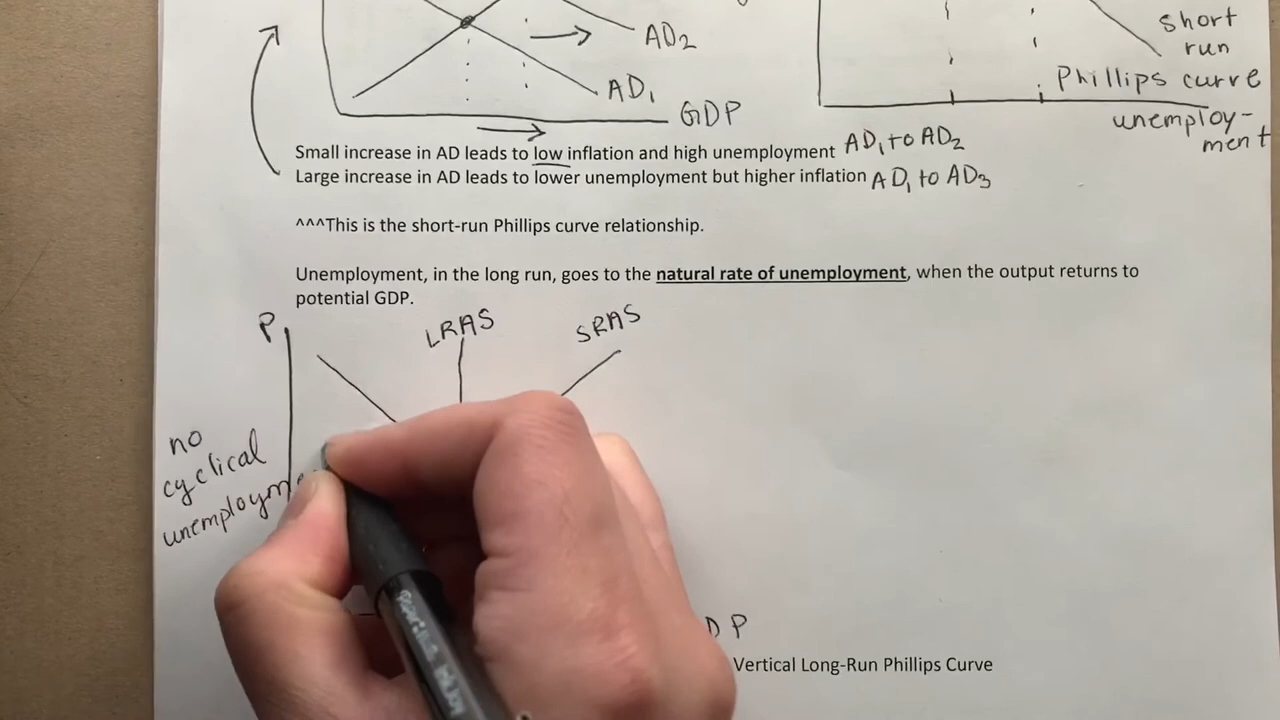 AD2
AD1
GDP
short
run
Phillips curve
unemploy-
ment
Small increase in AD leads to low inflation and high unemployment AD1 to AD2
Large increase in AD leads to lower unemployment but higher inflation AD1 to AD3
^^^This is the short-run Phillips curve relationship.
Unemployment, in the long run, goes to the natural rate of unemployment, when the output returns to
potential GDP.
P
LRAS
SRAS
no
cyclical
unemployme
DP
Vertical Long-Run Phillips Curve